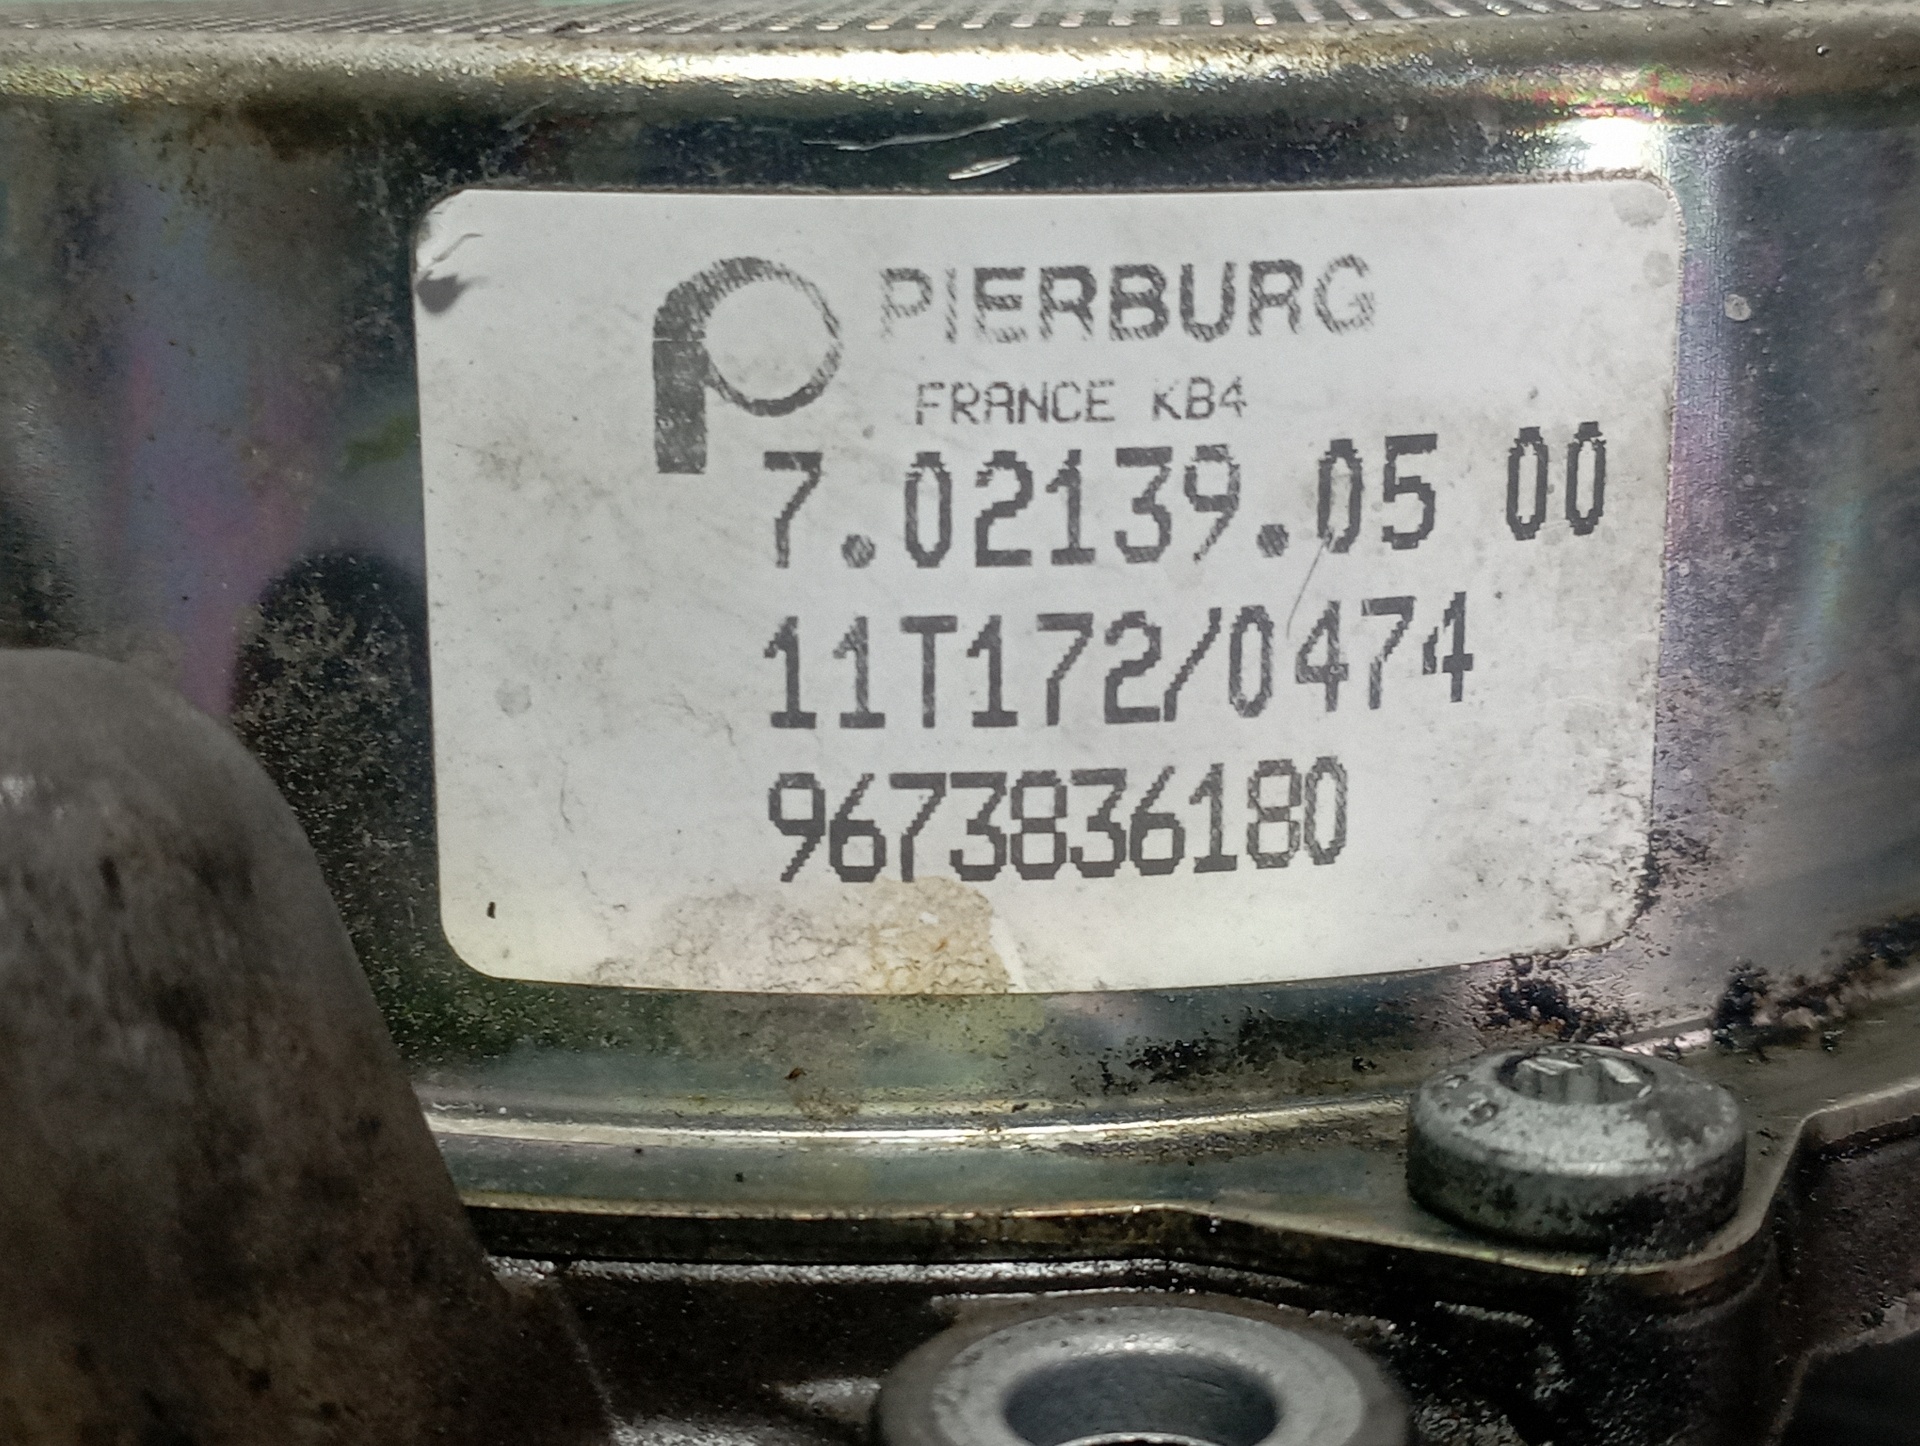 PIERBURG
FRANCE KB4
7.02139.05 00
11T172/0474
9673836180